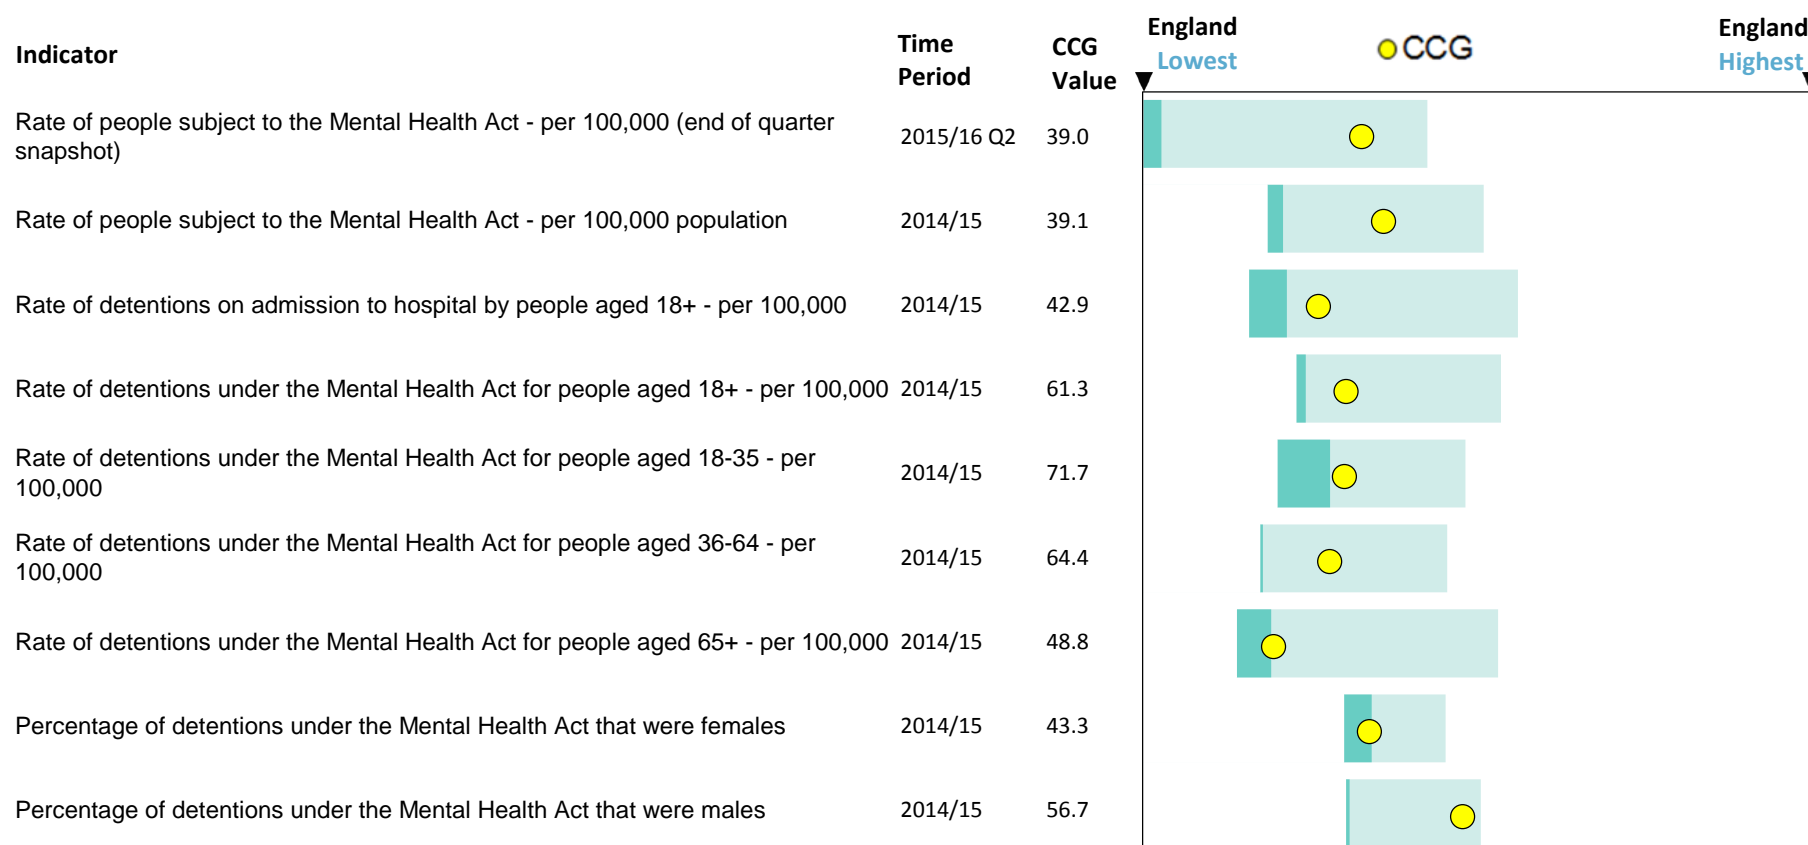 Indicator
Time
Period
CCG
Value
England
Lowest
CCG
England
Highest
Rate of people subject to the Mental Health Act - per 100,000 (end of quarter
snapshot)
2015/16 Q2
39.0
Rate of people subject to the Mental Health Act - per 100,000 population
2014/15
39.1
Rate of detentions on admission to hospital by people aged 18+ - per 100,000
2014/15
42.9
Rate of detentions under the Mental Health Act for people aged 18+ - per 100,000
2014/15
61.3
Rate of detentions under the Mental Health Act for people aged 18-35 - per
100,000
2014/15
71.7
Rate of detentions under the Mental Health Act for people aged 36-64 - per
100,000
2014/15
64.4
Rate of detentions under the Mental Health Act for people aged 65+ - per 100,000
2014/15
48.8
Percentage of detentions under the Mental Health Act that were females
2014/15
43.3
Percentage of detentions under the Mental Health Act that were males
2014/15
56.7